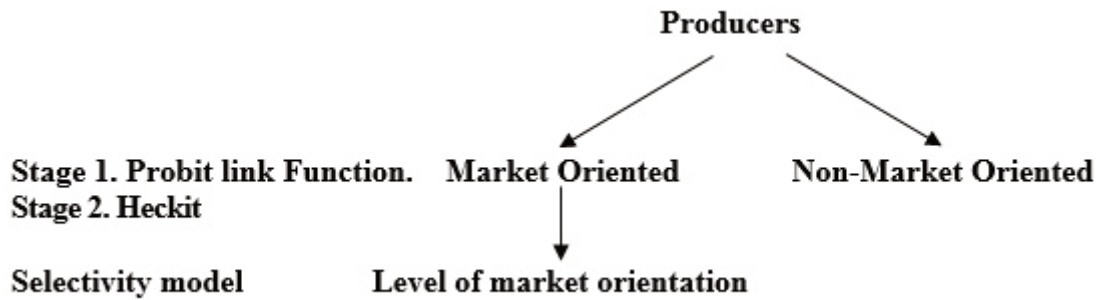 Producers
Stage 1. Probit link Function. Market Oriented Non-Market Oriented
Stage 2. Heckit
Selectivity model Level of market orientation